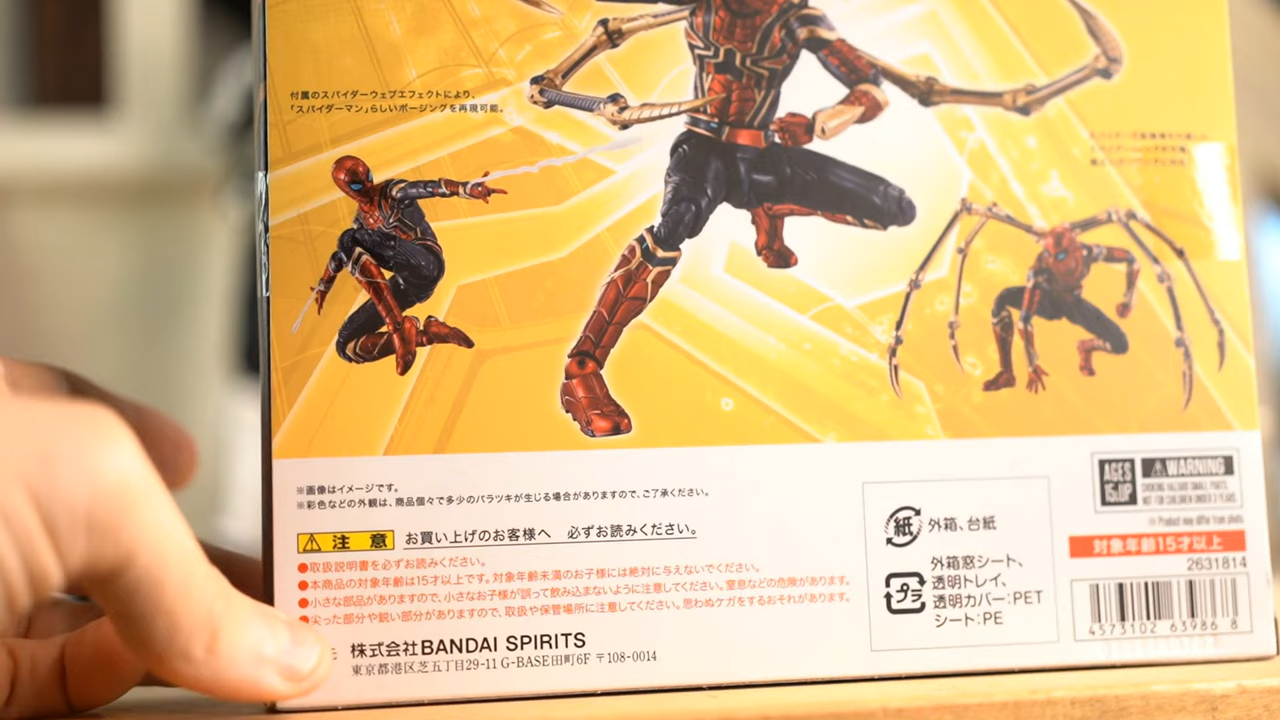 付属のスパイダーウェブエフェクトにより、
「スパイダーマン」らしいポージングを再現可能。
※画像はイメージです。
※彩色などの外観は、商品個々で多少のバラツキが生じる場合がありますので、ご了承ください。
注意 お買い上げのお客様へ 必ずお読みください。
●取扱説明書を必ずお読みください。
●本商品の対象年齢は15才以上です。対象年齢未満のお子様には絶対に与えないでください。
●小さな部品がありますので、小さなお子様が誤って飲み込まないように注意してください。窒息などの危険があります。
●尖った部分や鋭い部分がありますので、取扱や保管場所に注意してください。思わぬケガをするおそれがあります。
株式会社BANDAI SPIRITS
東京都港区芝五丁目29-11 G-BASE田町6F 〒108-0014
紙 外箱、台紙
プラ
外箱窓シート、
透明トレイ、
透明カバー:PET
シート:PE
AGES
15&UP
WARNING
CHOKING HAZARD-SMALL PARTS.
NOT FOR CHILDREN UNDER 3 YEARS.
※ Product may differ from photo.
対象年齢15才以上
2631814
4573102 63986 8